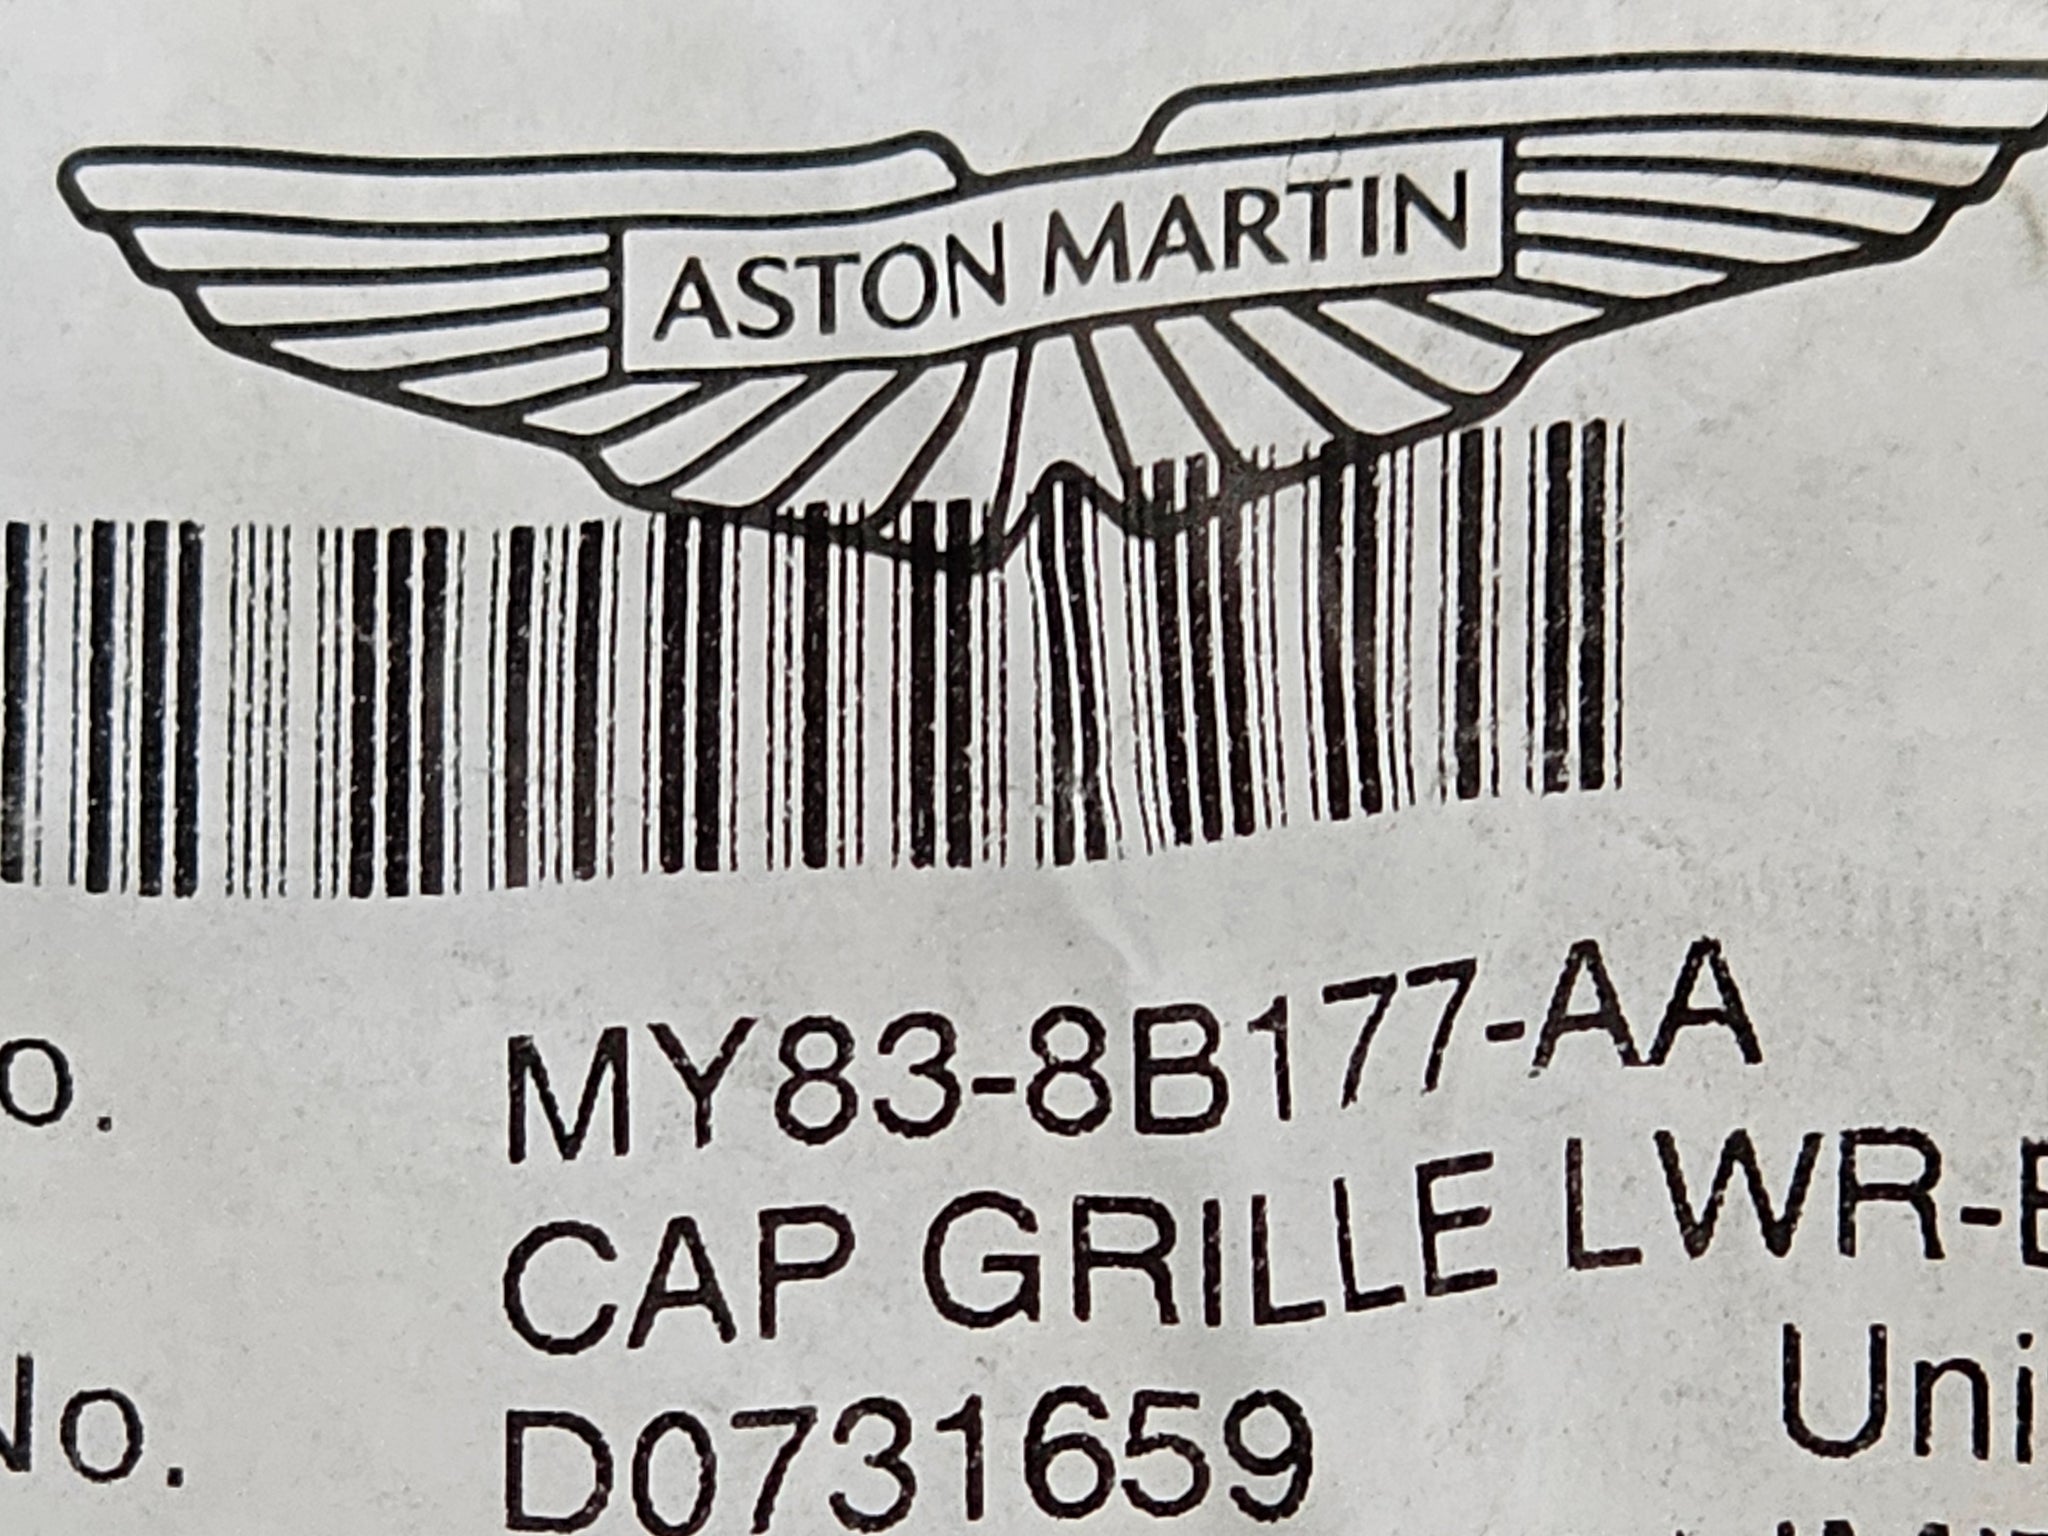 ASTON MARTIN
o. MY83-8B177-AA
CAP GRILLE LWR-
No. D0731659 Uni